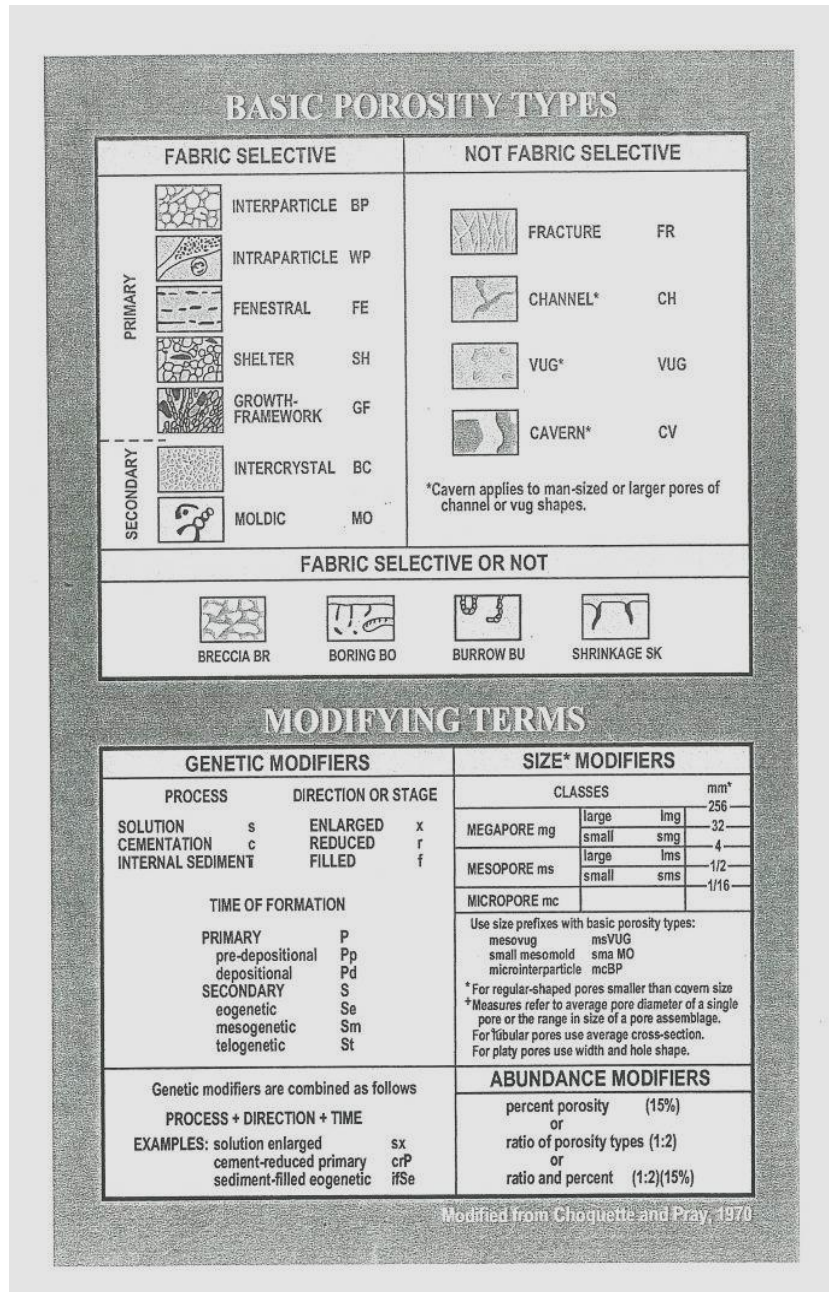 BASIC POROSITY TYPES
FABRIC SELECTIVE
PRIMARY
INTERPARTICLE BP
INTRAPARTICLE WP
FENESTRAL FE
SHELTER SH
GROWTH-
FRAMEWORK GF
SECONDARY
INTERCRYSTAL BC
MOLDIC MO
NOT FABRIC SELECTIVE
FRACTURE FR
CHANNEL* CH
VUG* VUG
CAVERN* CV
*Cavern applies to man-sized or larger pores of
channel or vug shapes.
FABRIC SELECTIVE OR NOT
BRECCIA BR
BORING BO
BURROW BU
SHRINKAGE SK
MODIFYING TERMS
GENETIC MODIFIERS
PROCESS DIRECTION OR STAGE
SOLUTION s ENLARGED x
CEMENTATION c REDUCED r
INTERNAL SEDIMENT i FILLED f
TIME OF FORMATION
PRIMARY P
pre-depositional Pp
depositional Pd
SECONDARY S
eogenetic Se
mesogenetic Sm
telogenetic St
Genetic modifiers are combined as follows
PROCESS + DIRECTION + TIME
EXAMPLES: solution enlarged sx
cement-reduced primary crP
sediment-filled eogenetic ifSe
SIZE* MODIFIERS
CLASSES mm*
256
MEGAPORE mg large lmg
32
small smg
4
MESOPORE ms large lms
1/2
small sms
1/16
MICROPORE mc
Use size prefixes with basic porosity types:
mesovug msVUG
small mesomold sma MO
microinterparticle mcBP
*For regular-shaped pores smaller than cavern size
+Measures refer to average pore diameter of a single
pore or the range in size of a pore assemblage.
For tubular pores use average cross-section.
For platy pores use width and hole shape.
ABUNDANCE MODIFIERS
percent porosity (15%)
or
ratio of porosity types (1:2)
or
ratio and percent (1:2)(15%)
Modified from Choquette and Pray, 1970